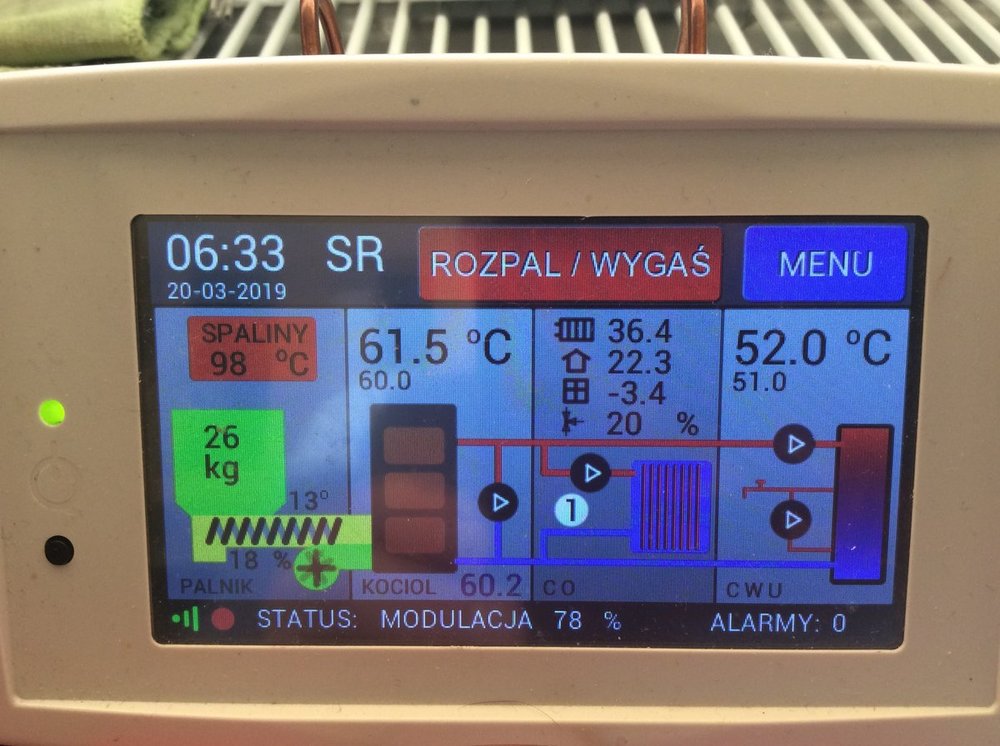 06:33 SR
20-03-2019
ROZPAL / WYGAŚ
MENU
SPALINY
98 °C
26
kg
13°
18 %
PALNIK
61.5 °C
60.0
KOCIOL 60.2
36.4
22.3
-3.4
20 %
1
CO
52.0 °C
51.0
CWU
STATUS: MODULACJA 78 %
ALARMY: 0